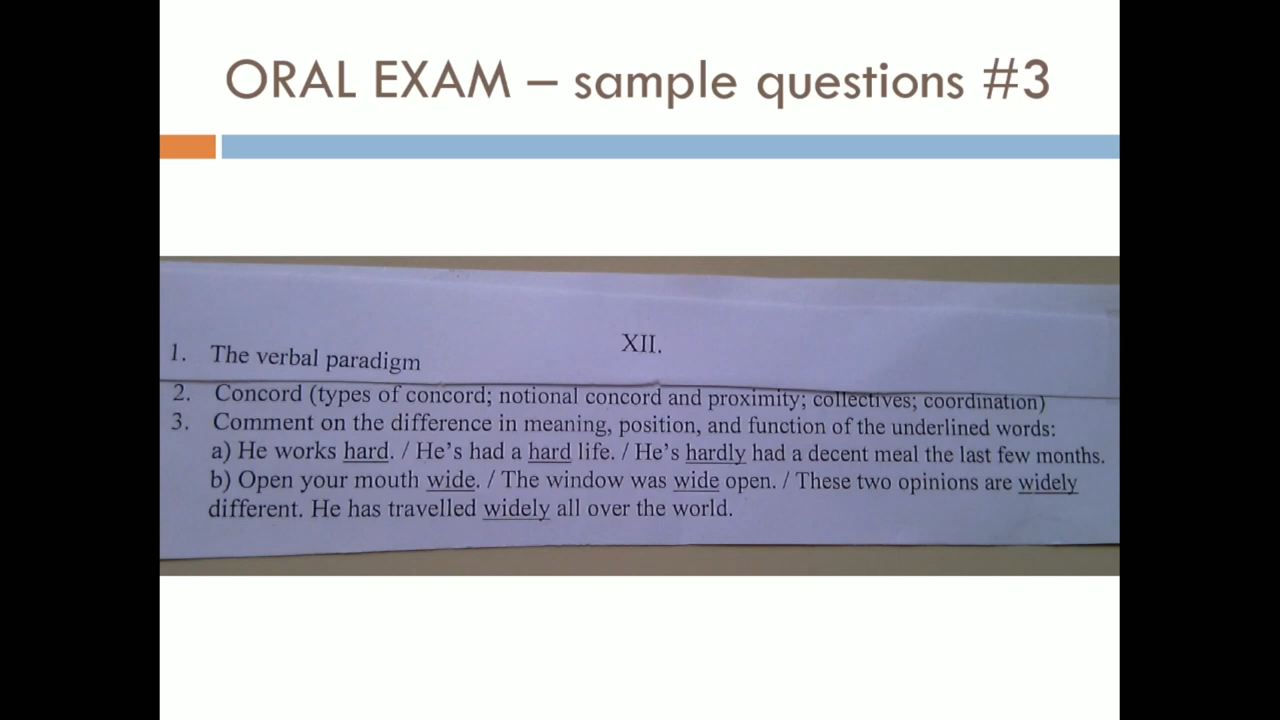 ORAL EXAM – sample questions #3
XII.
1. The verbal paradigm
2. Concord (types of concord; notional concord and proximity; collectives; coordination)
3. Comment on the difference in meaning, position, and function of the underlined words:
a) He works hard. / He’s had a hard life. / He’s hardly had a decent meal the last few months.
b) Open your mouth wide. / The window was wide open. / These two opinions are widely
different. He has travelled widely all over the world.